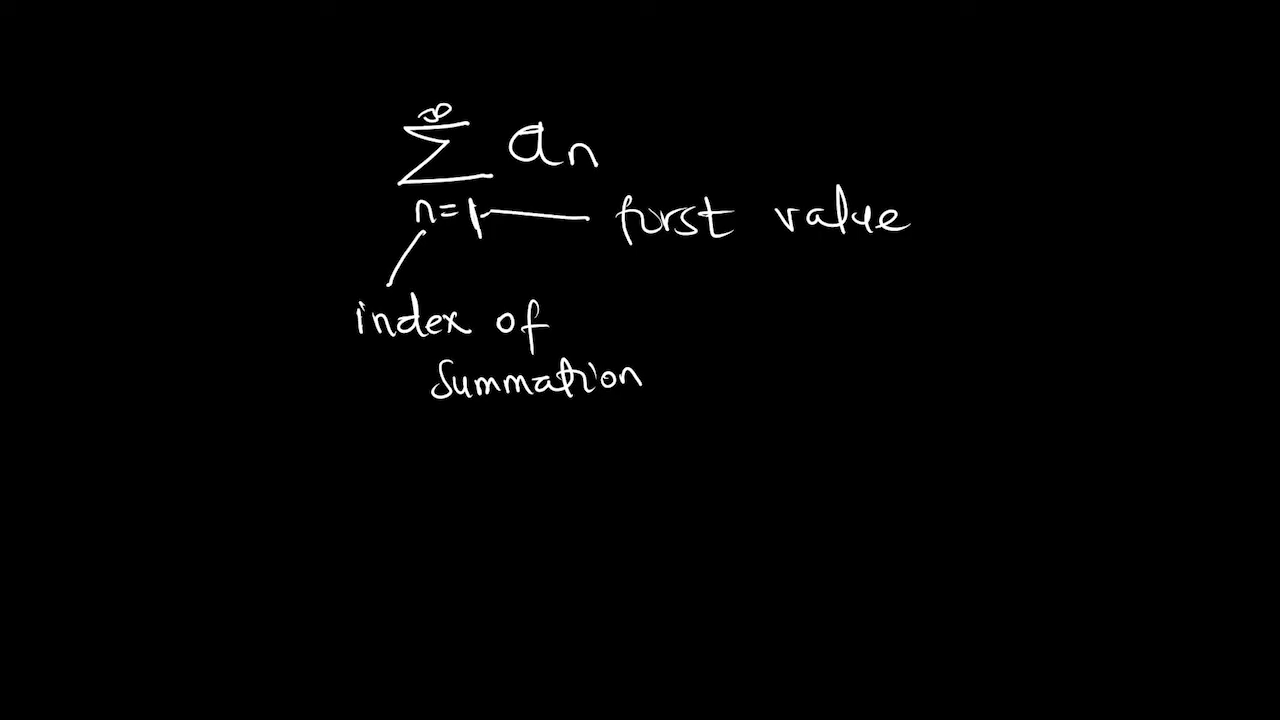 ∞
∑ aₙ
n=1 first value
index of
summation